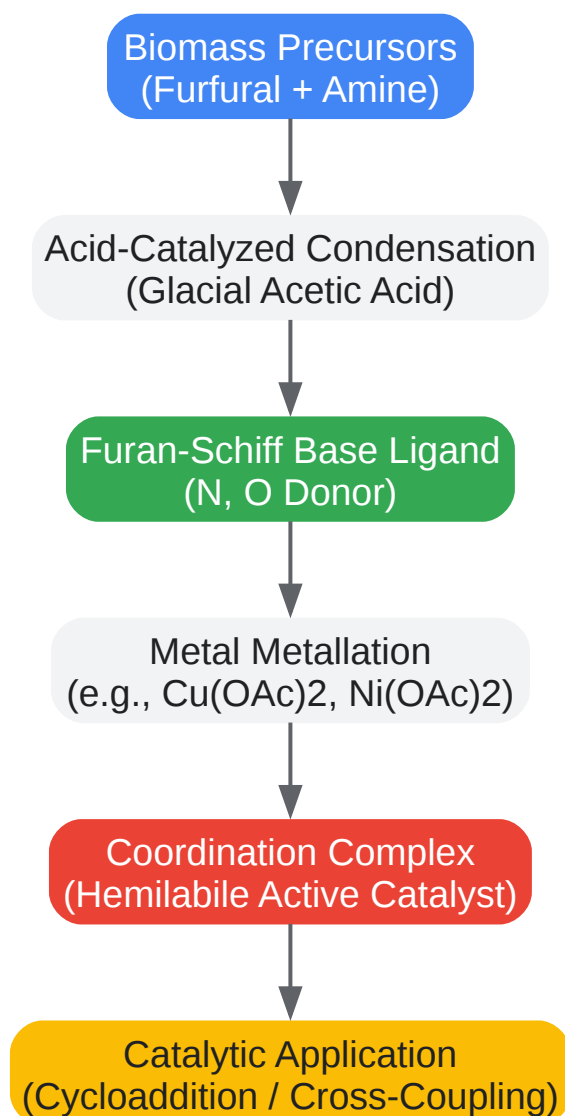 Biomass Precursors
(Furfural + Amine)
Acid-Catalyzed Condensation
(Glacial Acetic Acid)
Furan-Schiff Base Ligand
(N, O Donor)
Metal Metallation
(e.g., Cu(OAc)2, Ni(OAc)2)
Coordination Complex
(Hemilabile Active Catalyst)
Catalytic Application
(Cycloaddition / Cross-Coupling)